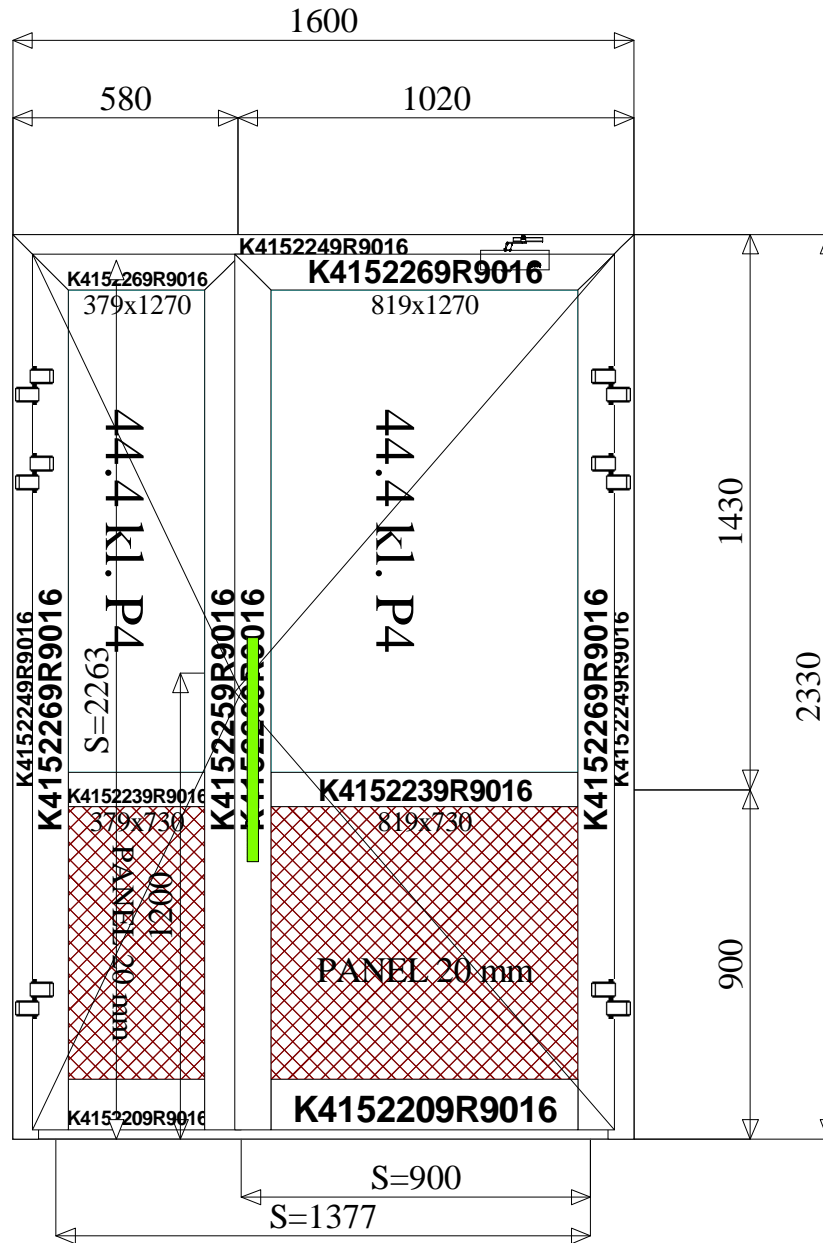 1600
580
1020
K4152249R9016
K4152269R9016
K4152269R9016
379x1270
819x1270
44.4 kl. P4
44.4 kl. P4
1430
2330
K4152249R9016
K4152269R9016
S=2263
K4152259R9016
K4152269R9016
K4152249R9016
K4152239R9016
K4152239R9016
379x730
819x730
PANEL 20 mm
1200
PANEL 20 mm
900
K4152209R9016
K4152209R9016
S=900
S=1377